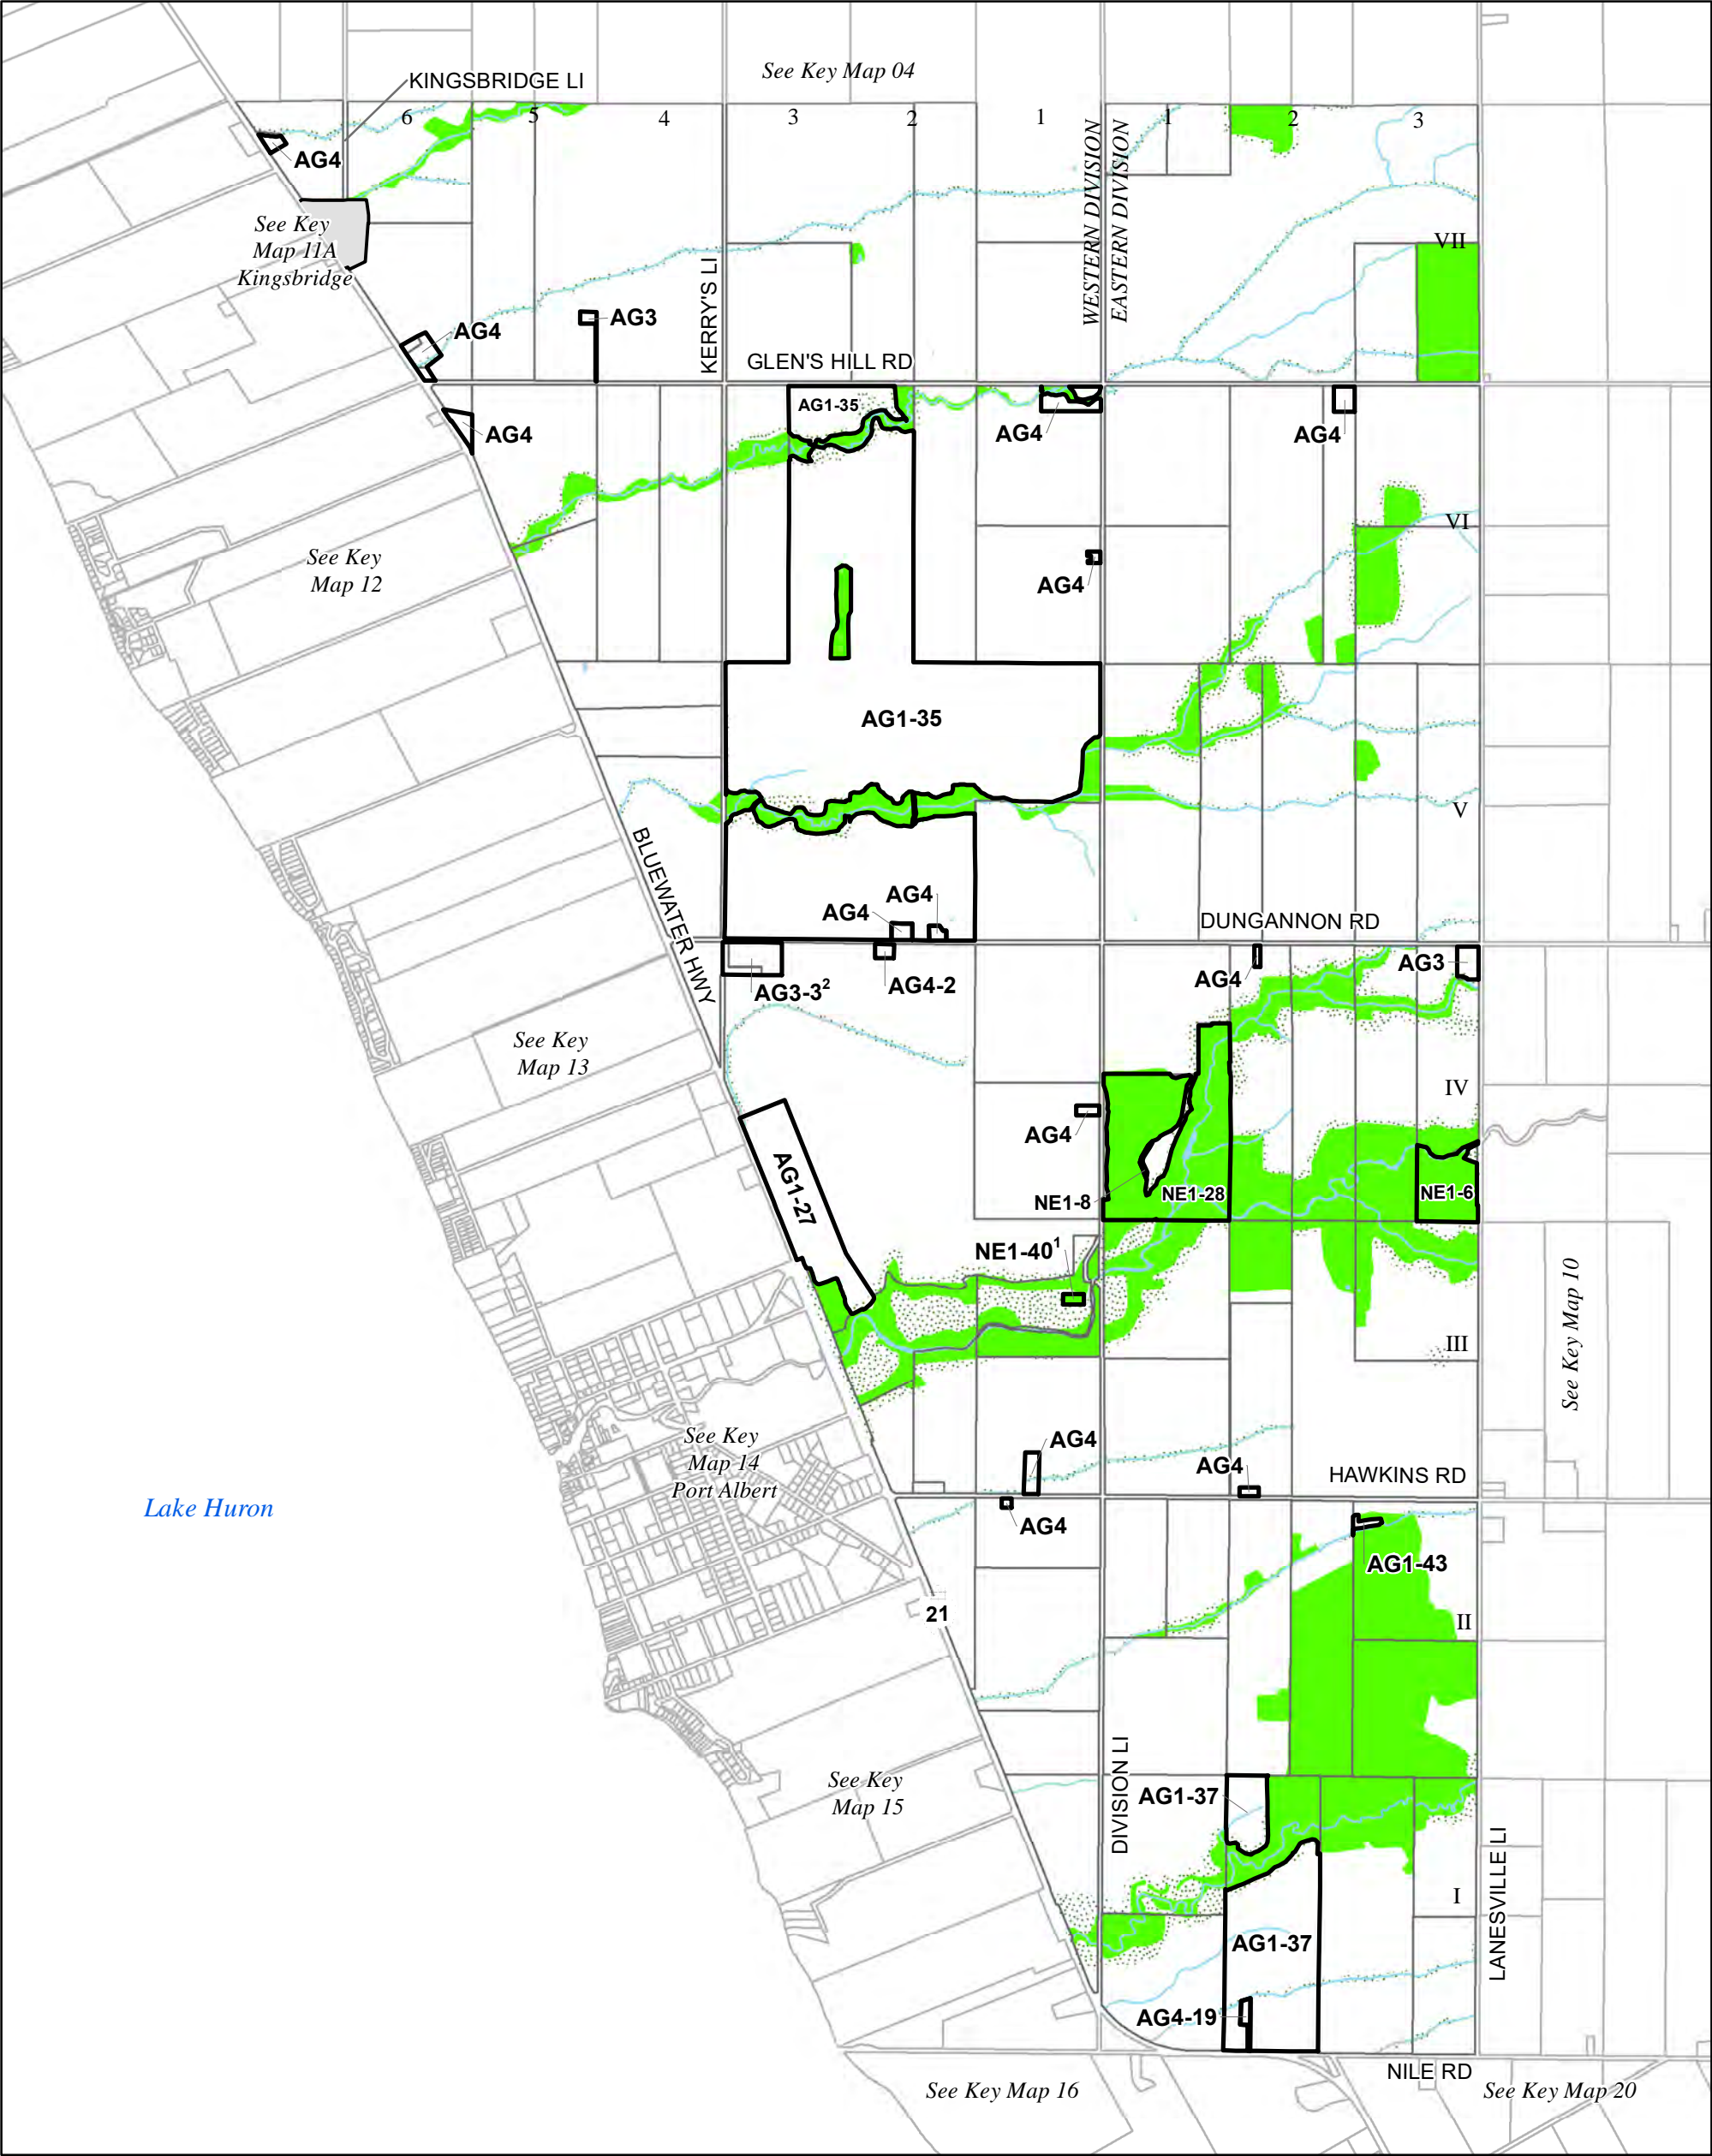 See Key Map 04
KINGSBRIDGE LI
6
5
4
3
2
1
1
2
3
AG4
WESTERN DIVISION
EASTERN DIVISION
See Key
Map 11A
Kingsbridge
VII
KERRY'S LI
AG3
AG4
GLEN'S HILL RD
AG1-35
AG4
AG4
AG4
See Key
Map 12
VI
AG4
AG1-35
V
BLUEWATER HWY
AG4
AG4
DUNGANNON RD
AG3
AG4
AG4-2
AG3-3²
See Key
Map 13
IV
AG4
AG1-27
NE1-8
NE1-28
NE1-6
NE1-40¹
See Key Map 10
III
See Key
Map 14
Port Albert
AG4
AG4
HAWKINS RD
Lake Huron
AG4
AG1-43
21
II
DIVISION LI
See Key
Map 15
AG1-37
LANESVILLE LI
I
AG1-37
AG4-19
NILE RD
See Key Map 16
See Key Map 20